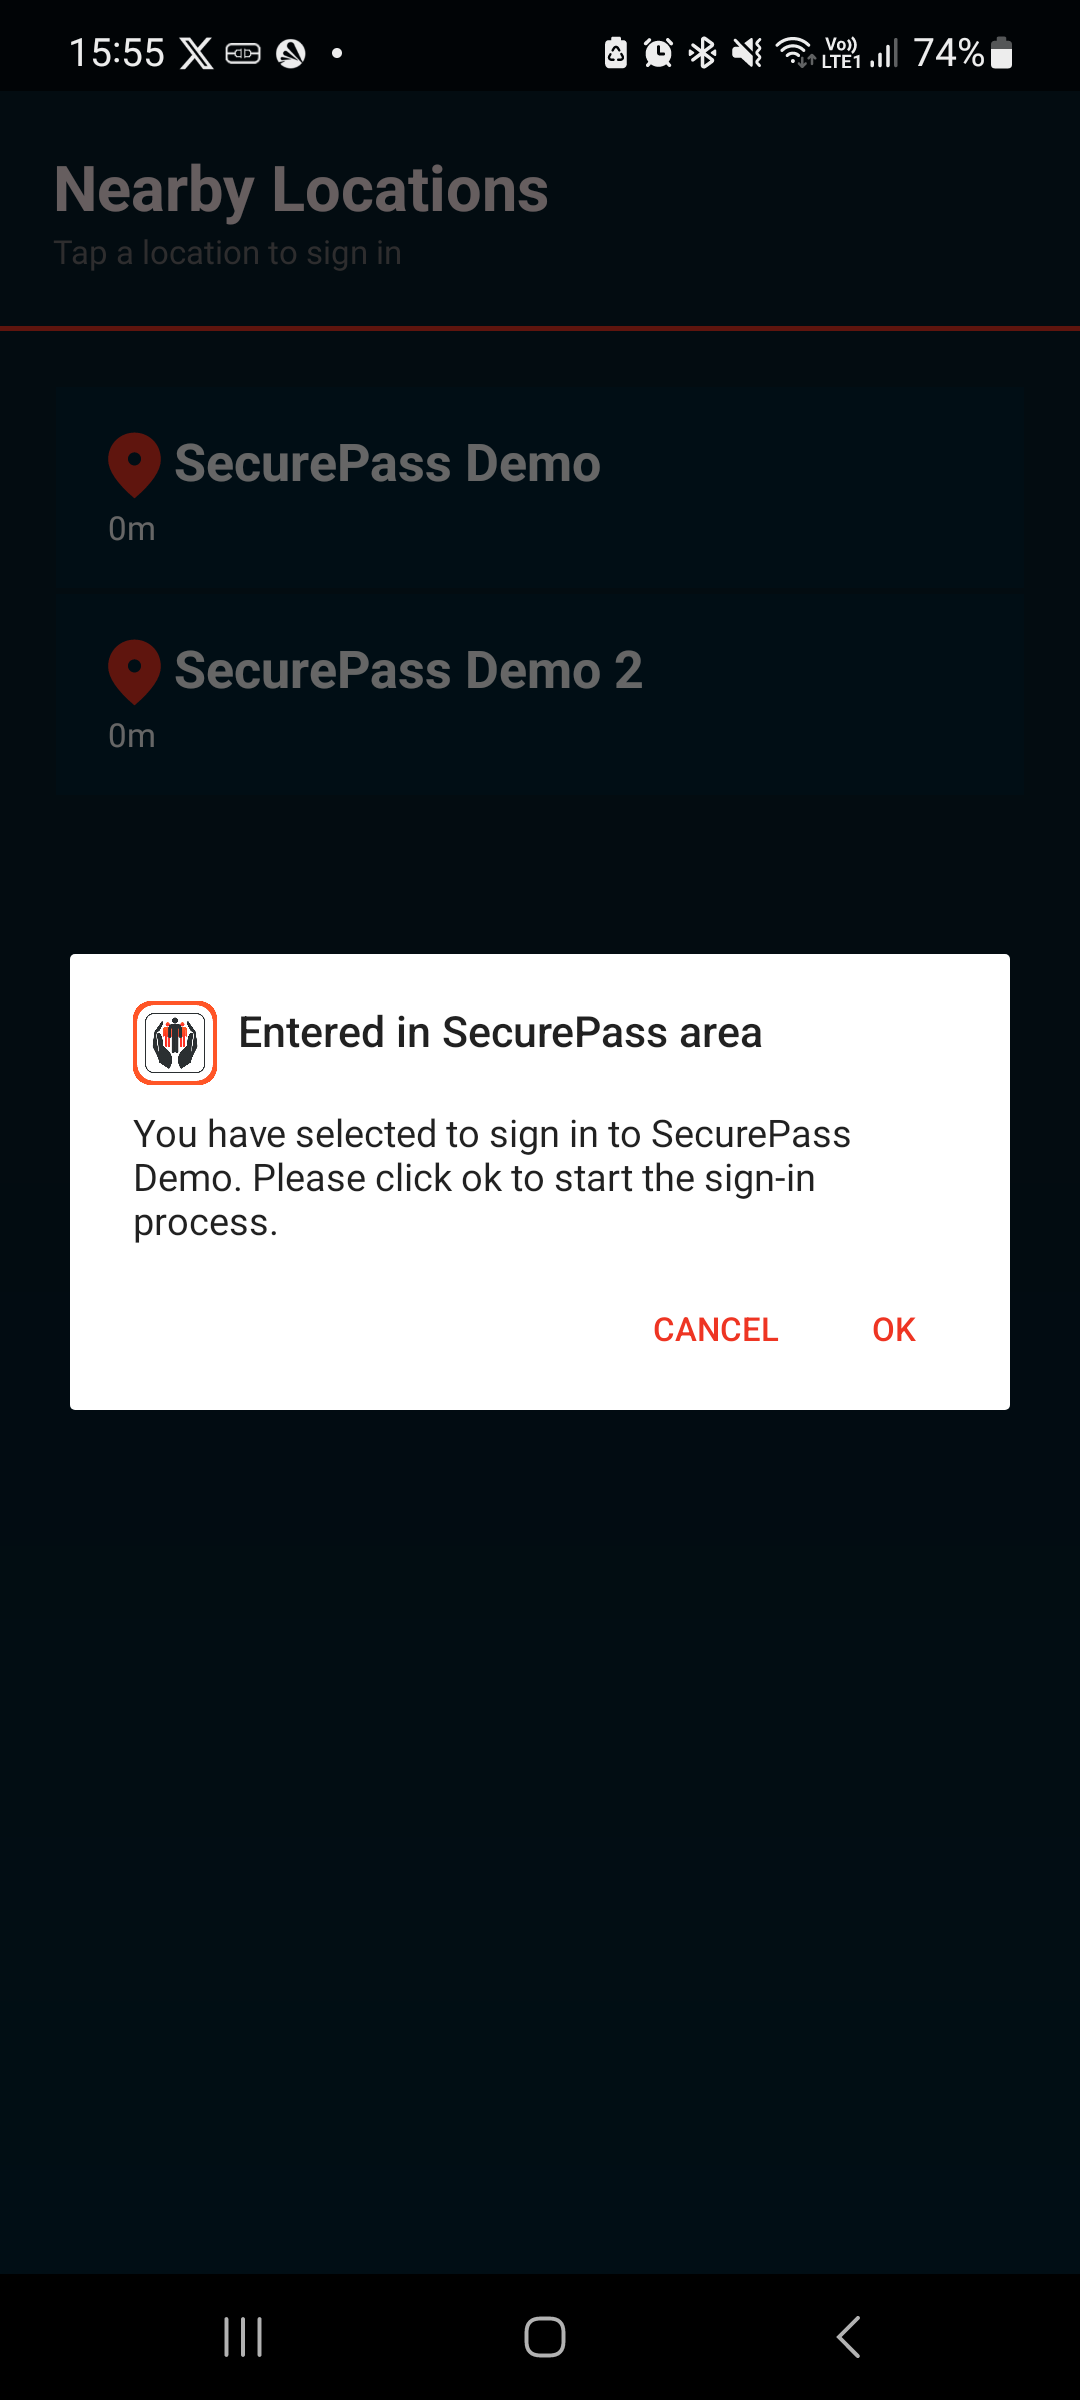 15:55
Vo))
LTE1
74%
Nearby Locations
Tap a location to sign in
SecurePass Demo
0m
SecurePass Demo 2
0m
Entered in SecurePass area
You have selected to sign in to SecurePass
Demo. Please click ok to start the sign-in
process.
CANCEL OK